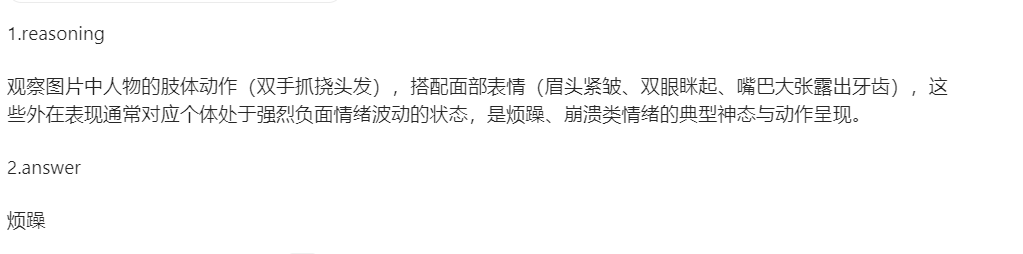 1.reasoning
观察图片中人物的肢体动作（双手抓挠头发），搭配面部表情（眉头紧皱、双眼眯起、嘴巴大张露出牙齿），这
些外在表现通常对应个体处于强烈负面情绪波动的状态，是烦躁、崩溃类情绪的典型神态与动作呈现。
2.answer
烦躁